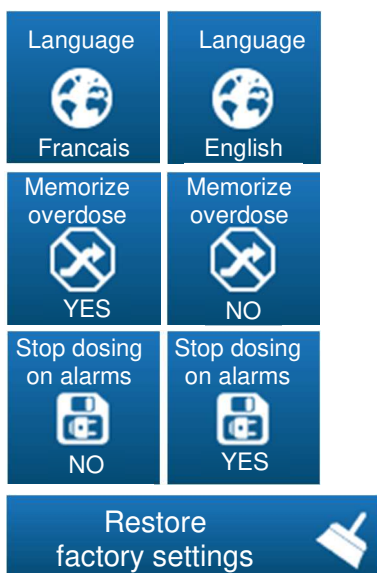 Language
Francais
Language
English
Memorize
overdose
YES
Memorize
overdose
NO
Stop dosing
on alarms
NO
Stop dosing
on alarms
YES
Restore
factory settings